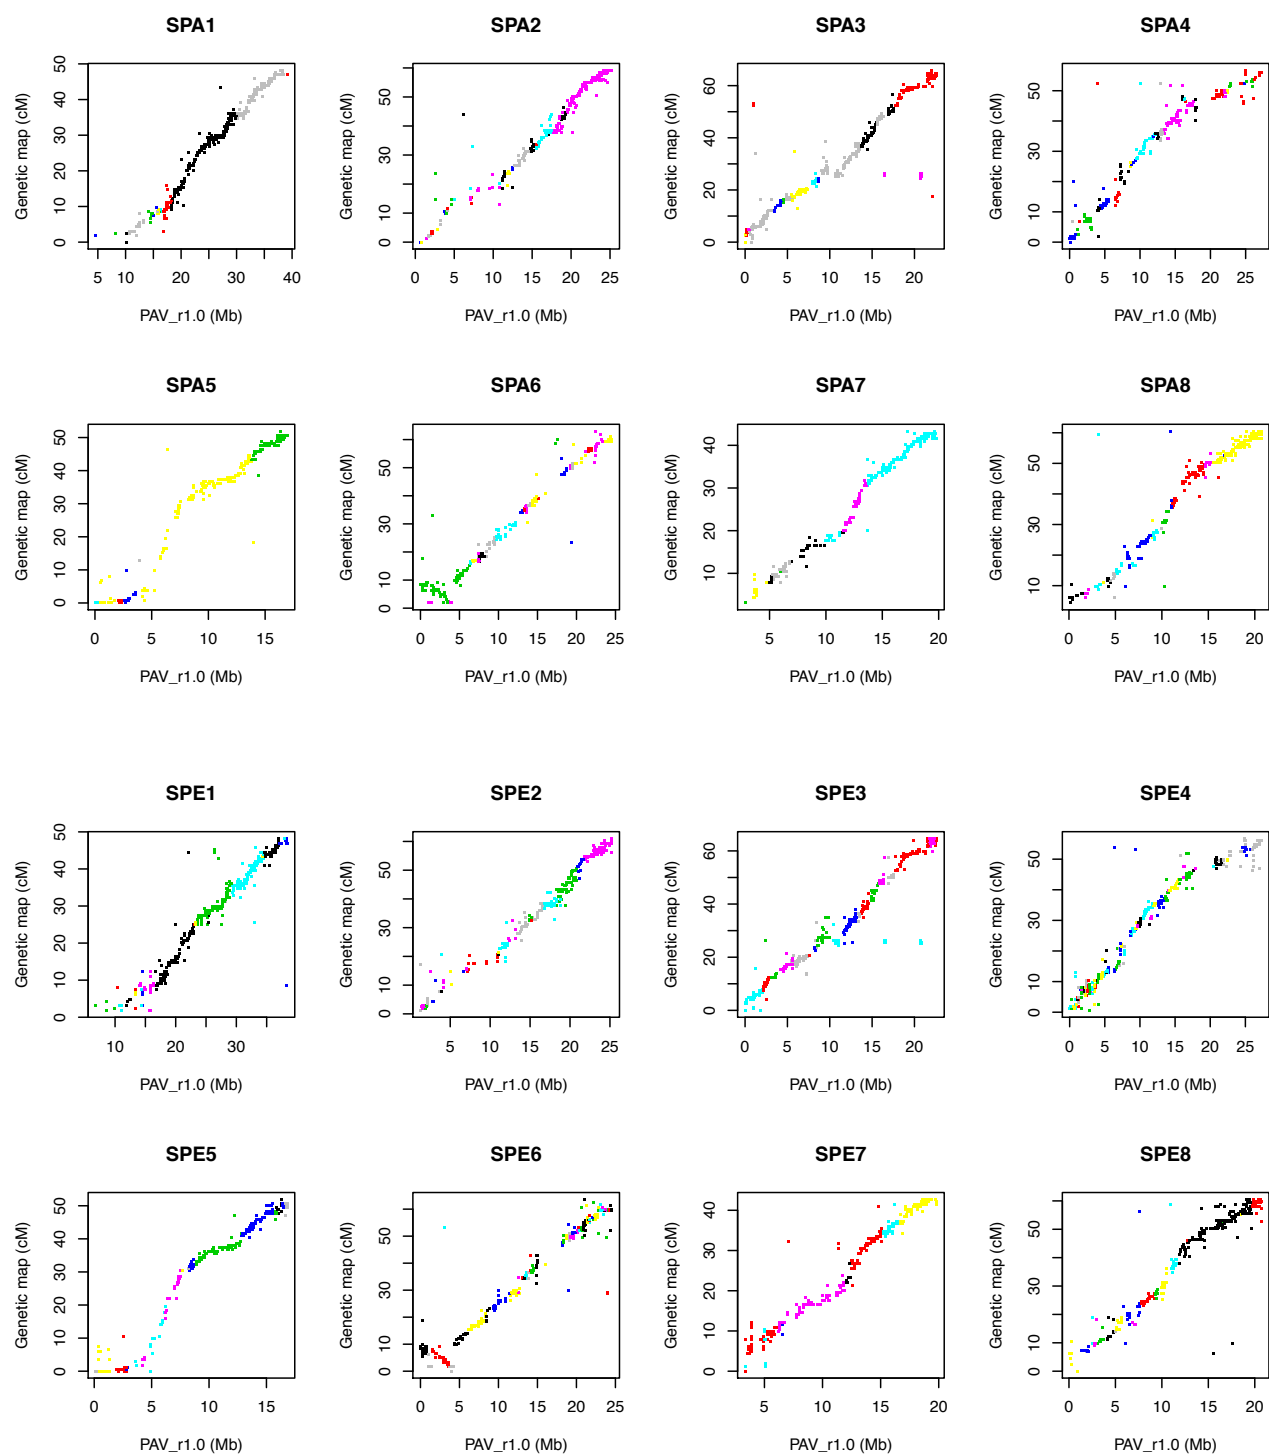 SPA1 SPA2 SPA3 SPA4
Genetic map (cM) Genetic map (cM) Genetic map (cM) Genetic map (cM)
0 10 20 30 40 50 0 10 30 50 0 20 40 60 0 10 30 50
5 10 20 30 40 0 5 10 15 20 25 0 5 10 15 20 0 5 10 15 20 25
PAV_r1.0 (Mb) PAV_r1.0 (Mb) PAV_r1.0 (Mb) PAV_r1.0 (Mb)
SPA5 SPA6 SPA7 SPA8
Genetic map (cM) Genetic map (cM) Genetic map (cM) Genetic map (cM)
0 10 20 30 40 50 0 10 30 50 10 20 30 40 10 30 50
0 5 10 15 0 5 10 15 20 25 5 10 15 20 0 5 10 15 20
PAV_r1.0 (Mb) PAV_r1.0 (Mb) PAV_r1.0 (Mb) PAV_r1.0 (Mb)
SPE1 SPE2 SPE3 SPE4
Genetic map (cM) Genetic map (cM) Genetic map (cM) Genetic map (cM)
0 10 20 30 40 50 0 10 30 50 0 20 40 60 0 10 30 50
10 20 30 5 10 15 20 25 0 5 10 15 20 0 5 10 15 20 25
PAV_r1.0 (Mb) PAV_r1.0 (Mb) PAV_r1.0 (Mb) PAV_r1.0 (Mb)
SPE5 SPE6 SPE7 SPE8
Genetic map (cM) Genetic map (cM) Genetic map (cM) Genetic map (cM)
0 10 20 30 40 50 0 10 30 50 0 10 20 30 40 0 10 30 50
0 5 10 15 0 5 10 15 20 25 5 10 15 20 0 5 10 15 20
PAV_r1.0 (Mb) PAV_r1.0 (Mb) PAV_r1.0 (Mb) PAV_r1.0 (Mb)